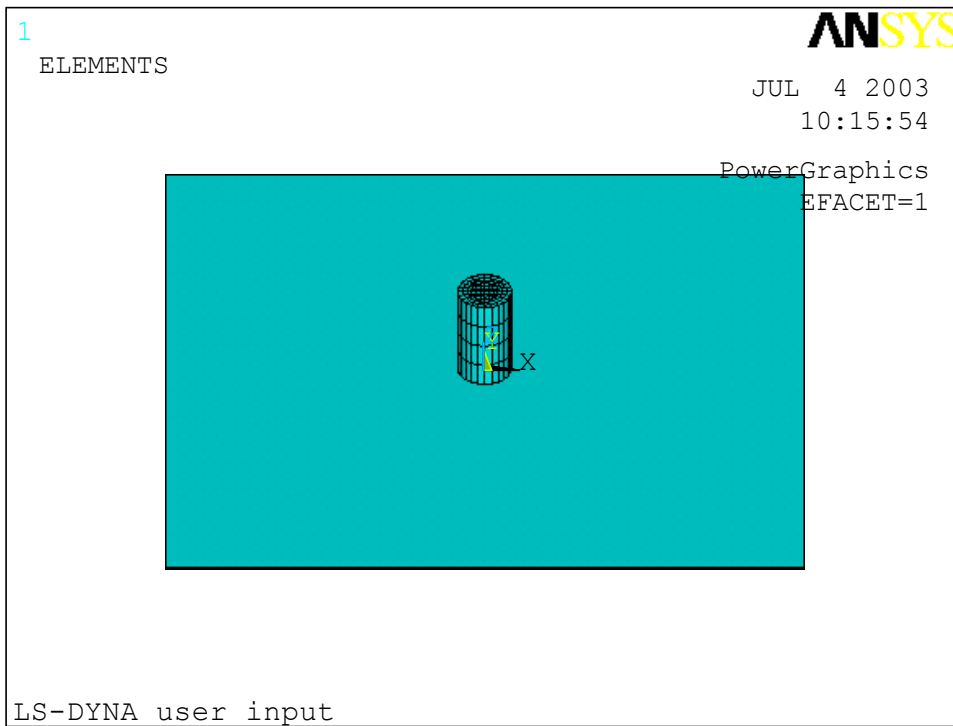 1
ANSYS
ELEMENTS
JUL  4 2003
10:15:54
PowerGraphics
EFACET=1
Y
X
LS-DYNA user input